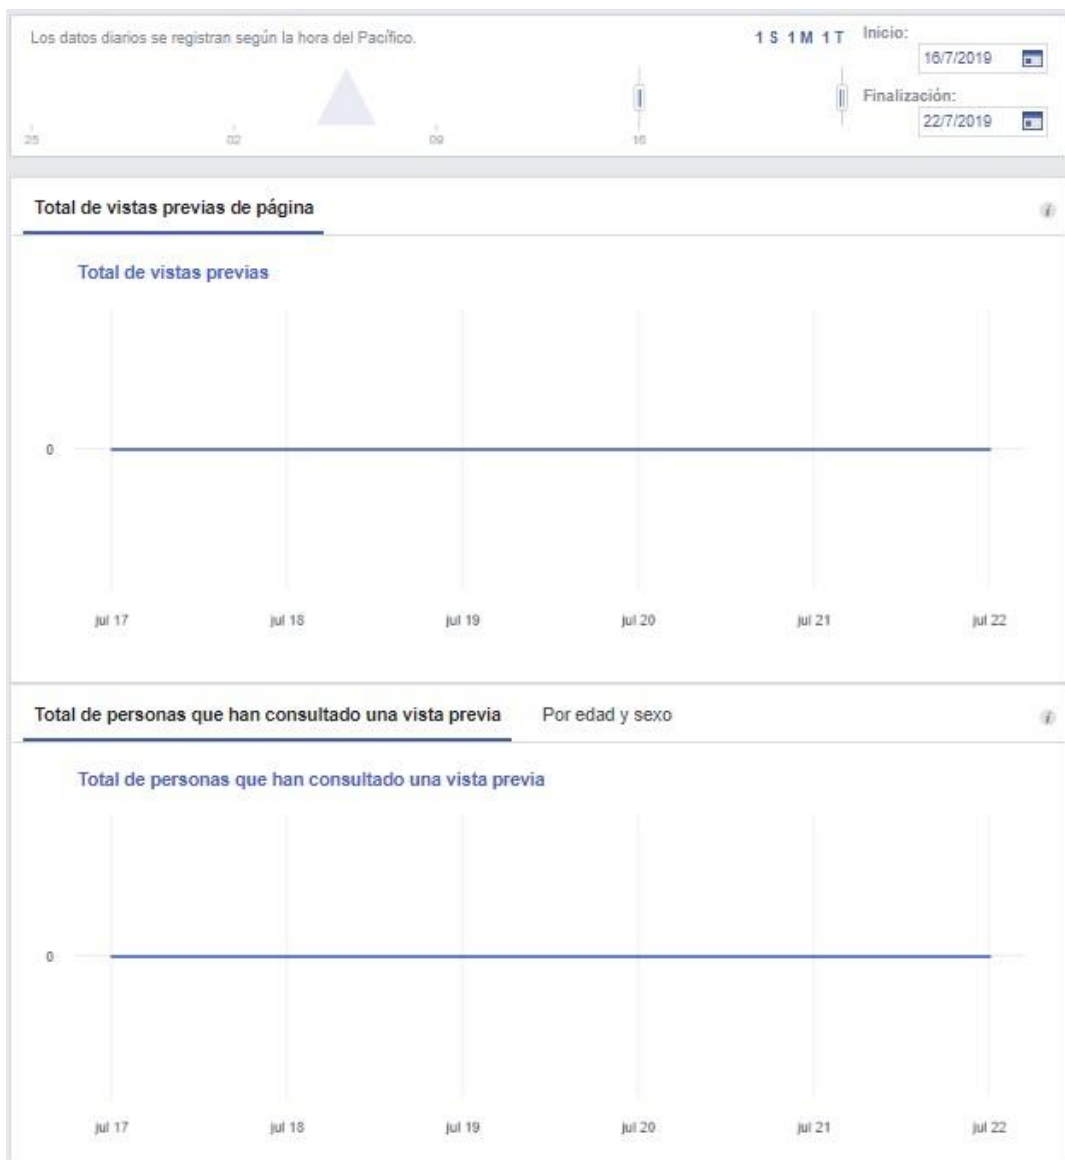 Los datos diarios se registran según la hora del Pacífico.
1 S 1 M 1 T
Inicio:
16/7/2019
Finalización:
22/7/2019
25 02 09 16
Total de vistas previas de página
Total de vistas previas
0
jul 17 jul 18 jul 19 jul 20 jul 21 jul 22
Total de personas que han consultado una vista previa Por edad y sexo
Total de personas que han consultado una vista previa
0
jul 17 jul 18 jul 19 jul 20 jul 21 jul 22